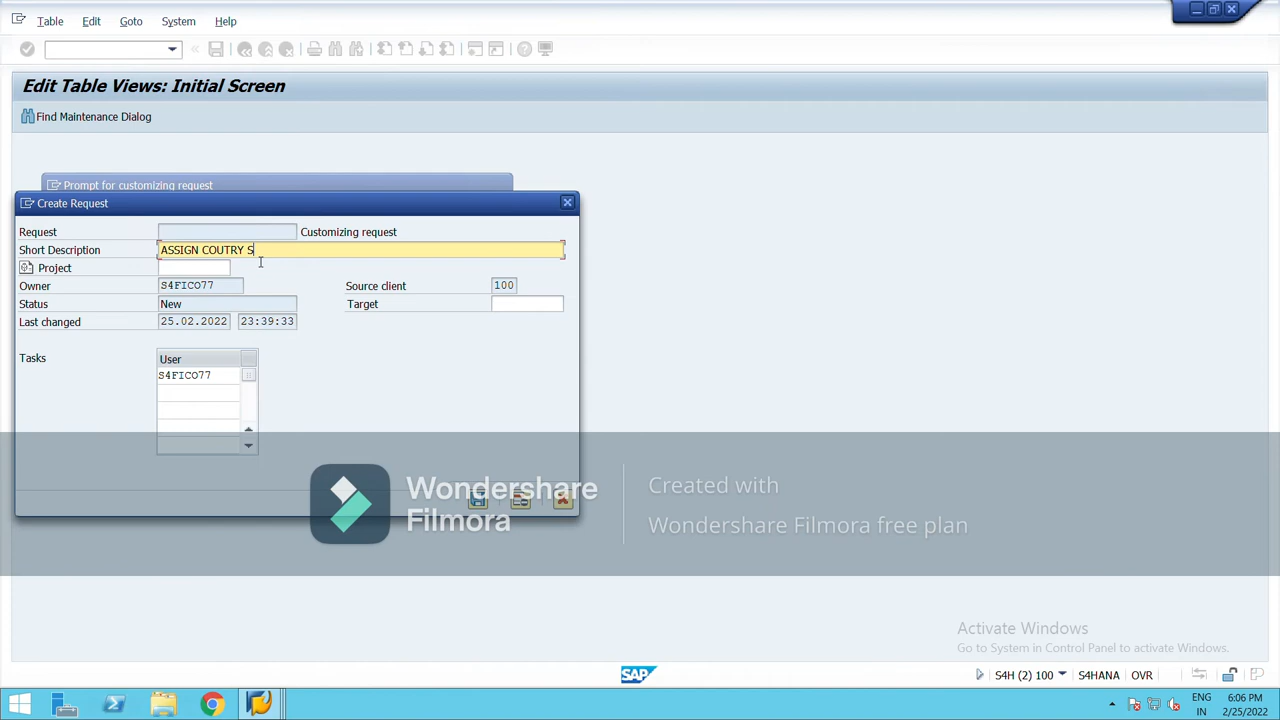 Table Edit Goto System Help
Edit Table Views: Initial Screen
Find Maintenance Dialog
Prompt for customizing request
Create Request
Request Customizing request
Short Description ASSIGN COUTRY S
Project
Owner S4FICO77 Source client 100
Status New Target
Last changed 25.02.2022 23:39:33
Tasks User
S4FICO77
Wondershare
Filmora
Created with
Wondershare Filmora free plan
Activate Windows
Go to System in Control Panel to activate Windows.
SAP S4H (2) 100 S4HANA OVR
ENG 6:06 PM
IN 2/25/2022